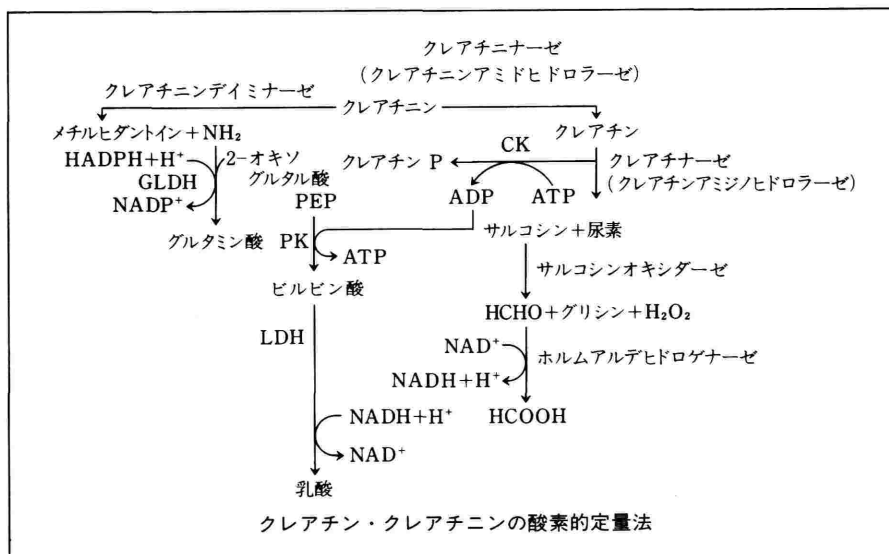 クレアチニナーゼ
(クレアチニンアミドヒドロラーゼ)
クレアチニンデイミナーゼ
クレアチニン
メチルヒダントイン+NH₂
クレアチン
HADPH+H⁺
2-オキソ
グルタル酸
GLDH
NADP⁺
グルタミン酸
クレアチン P
CK
クレアチナーゼ
(クレアチンアミジノヒドロラーゼ)
PEP
ADP
ATP
PK
ATP
サルコシン+尿素
サルコシンオキシダーゼ
ピルビン酸
HCHO+グリシン+H₂O₂
LDH
NAD⁺
ホルムアルデヒドロゲナーゼ
NADH+H⁺
HCOOH
NADH+H⁺
NAD⁺
乳酸
クレアチン・クレアチニンの酸素的定量法